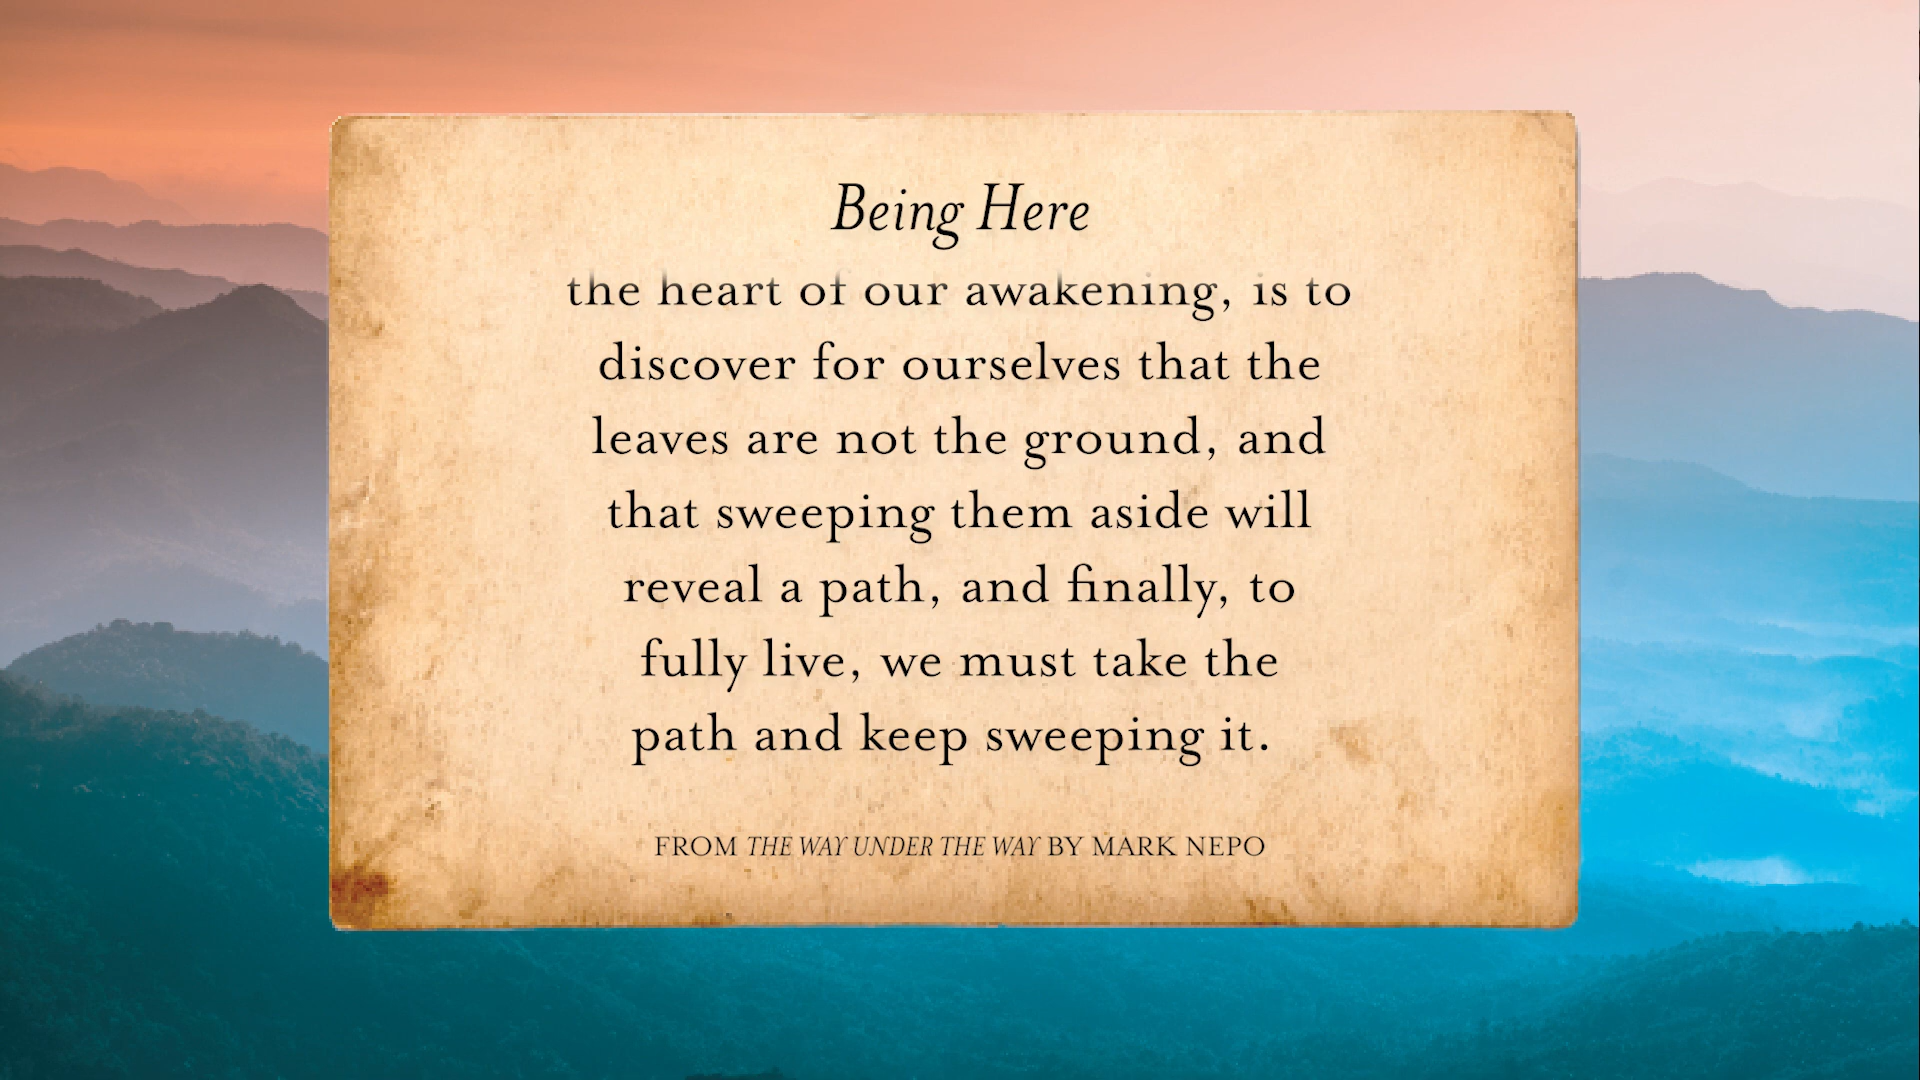 Being Here
the heart of our awakening, is to
discover for ourselves that the
leaves are not the ground, and
that sweeping them aside will
reveal a path, and finally, to
fully live, we must take the
path and keep sweeping it.
FROM THE WAY UNDER THE WAY BY MARK NEPO